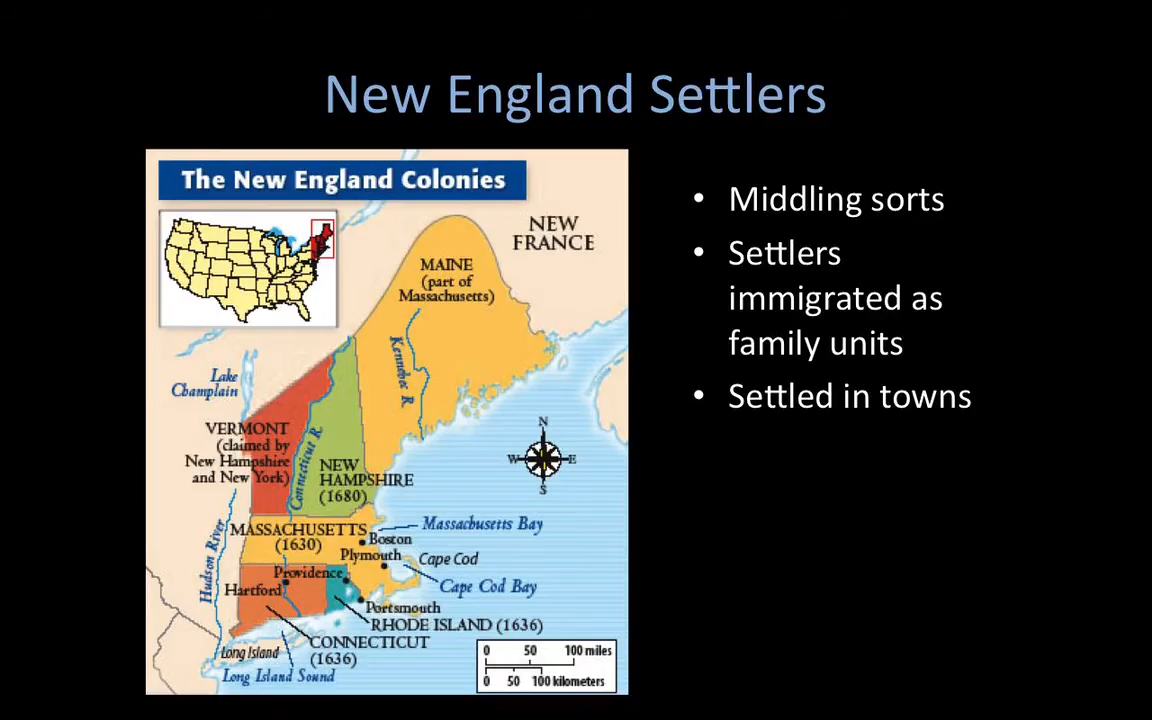 New England Settlers
The New England Colonies
NEW
FRANCE
MAINE
(part of
Massachusetts)
Kennebec R.
Lake
Champlain
VERMONT
(claimed by
New Hampshire
and New York)
Connecticut R.
NEW
HAMPSHIRE
(1680)
N
W
E
S
Hudson River
MASSACHUSETTS
(1630)
Massachusetts Bay
Boston
Plymouth
Cape Cod
Cape Cod Bay
Providence
Hartford
Portsmouth
RHODE ISLAND (1636)
CONNECTICUT
(1636)
Long Island
Long Island Sound
0 50 100 miles
0 50 100 kilometers
• Middling sorts
• Settlers
immigrated as
family units
• Settled in towns